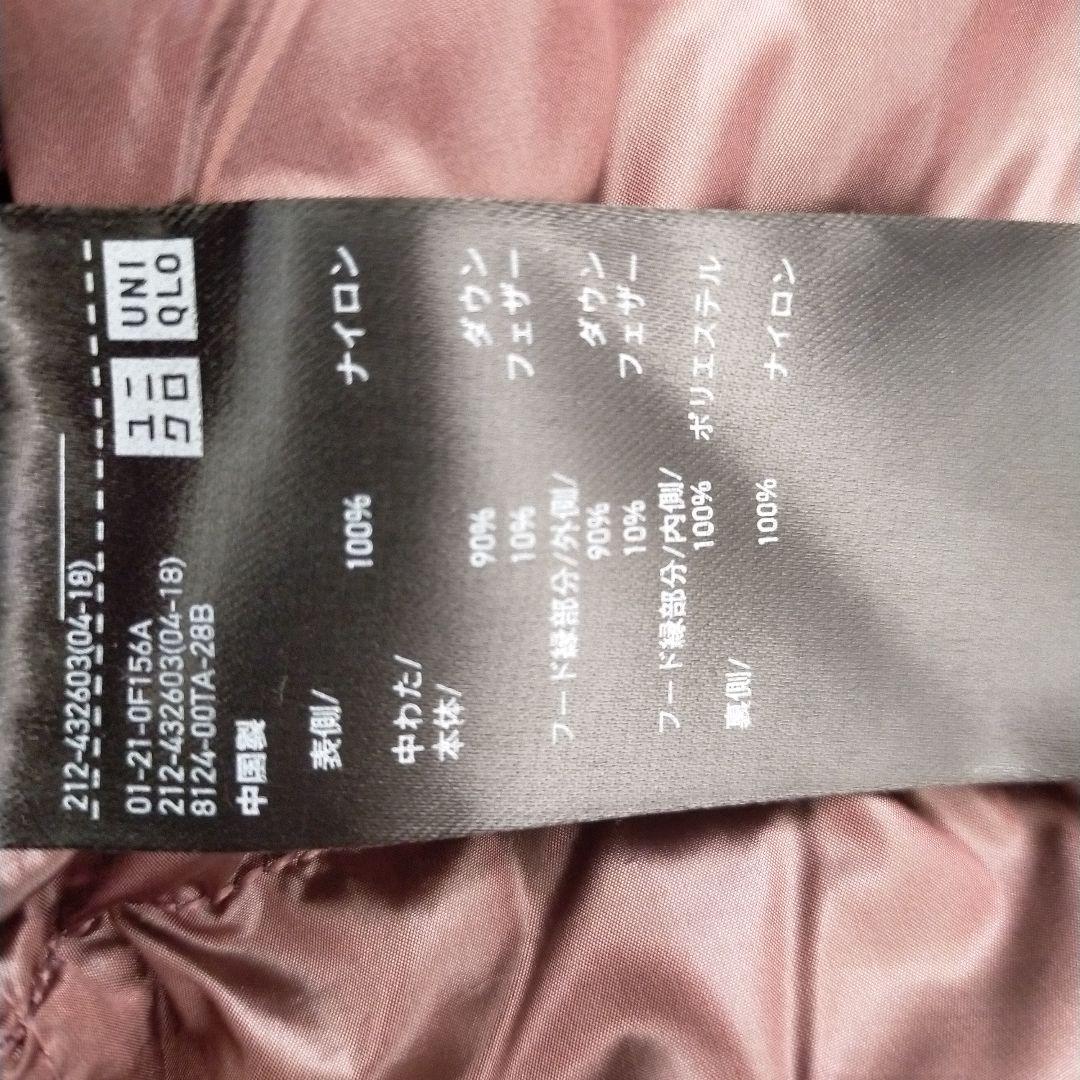 212-432603(04-18)
ユニクロ
UNIQLO
01-21-0F156A
212-432603(04-18)
8124-00TA-28B
中国製
表側/
100% ナイロン
中わた/
本体/
90% ダウン
10% フェザー
フード縁部分/外側/
90% ダウン
10% フェザー
フード縁部分/内側/
100% ポリエステル
裏側/
100% ナイロン